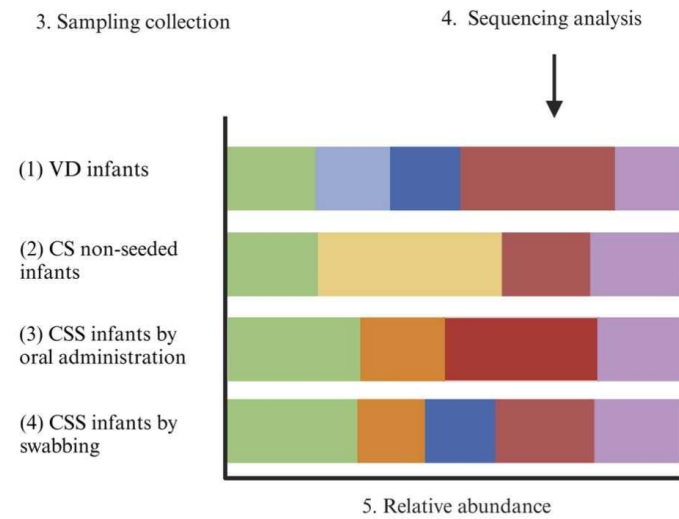 3. Sampling collection
4. Sequencing analysis
(1) VD infants
(2) CS non-seeded
infants
(3) CSS infants by
oral administration
(4) CSS infants by
swabbing
5. Relative abundance